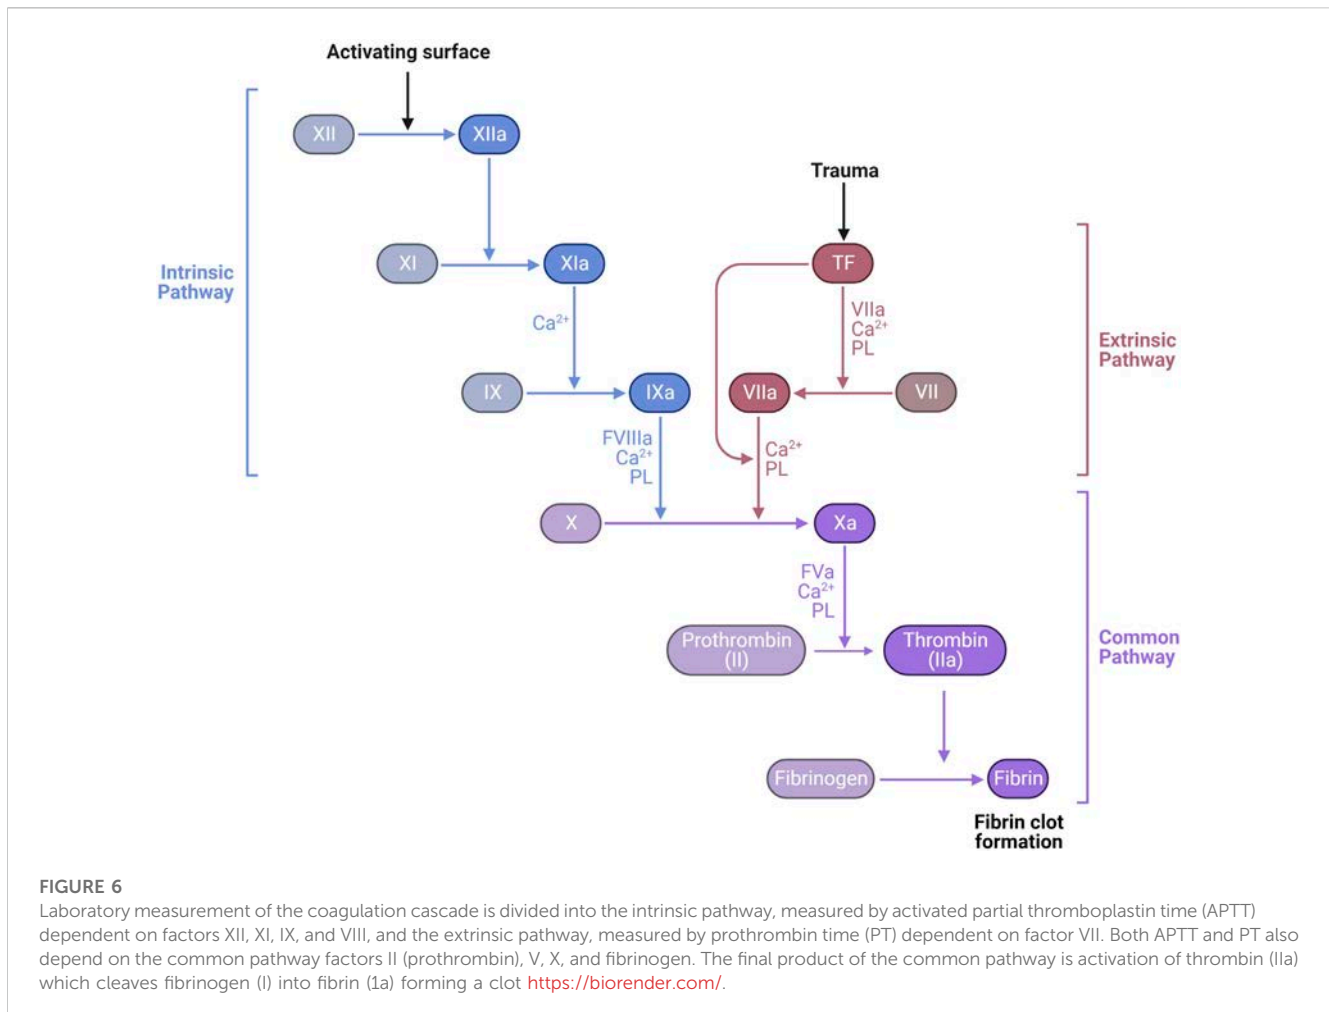 Activating surface
XII
XIIa
Trauma
XI
XIa
TF
Intrinsic
Pathway
Ca²⁺
VIIa
Ca²⁺
PL
Extrinsic
Pathway
IX
IXa
VIIa
VII
FVIIIa
Ca²⁺
PL
Ca²⁺
PL
X
Xa
FVa
Ca²⁺
PL
Prothrombin
(II)
Thrombin
(IIa)
Common
Pathway
Fibrinogen
Fibrin
Fibrin clot
formation
FIGURE 6
Laboratory measurement of the coagulation cascade is divided into the intrinsic pathway, measured by activated partial thromboplastin time (APTT)
dependent on factors XII, XI, IX, and VIII, and the extrinsic pathway, measured by prothrombin time (PT) dependent on factor VII. Both APTT and PT also
depend on the common pathway factors II (prothrombin), V, X, and fibrinogen. The final product of the common pathway is activation of thrombin (IIa)
which cleaves fibrinogen (I) into fibrin (1a) forming a clot https://biorender.com/.